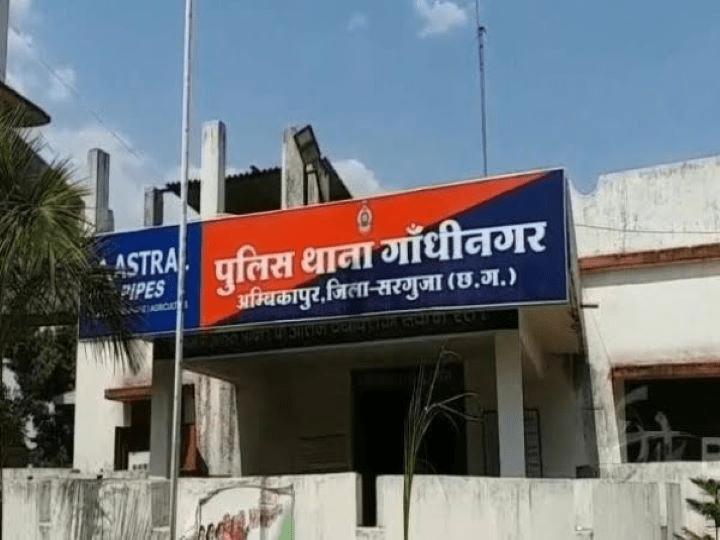 ASTRAL
PIPES
पुलिस थाना गाँधीनगर
अम्बिकापुर, जिला-सरगुजा (छ.ग.)